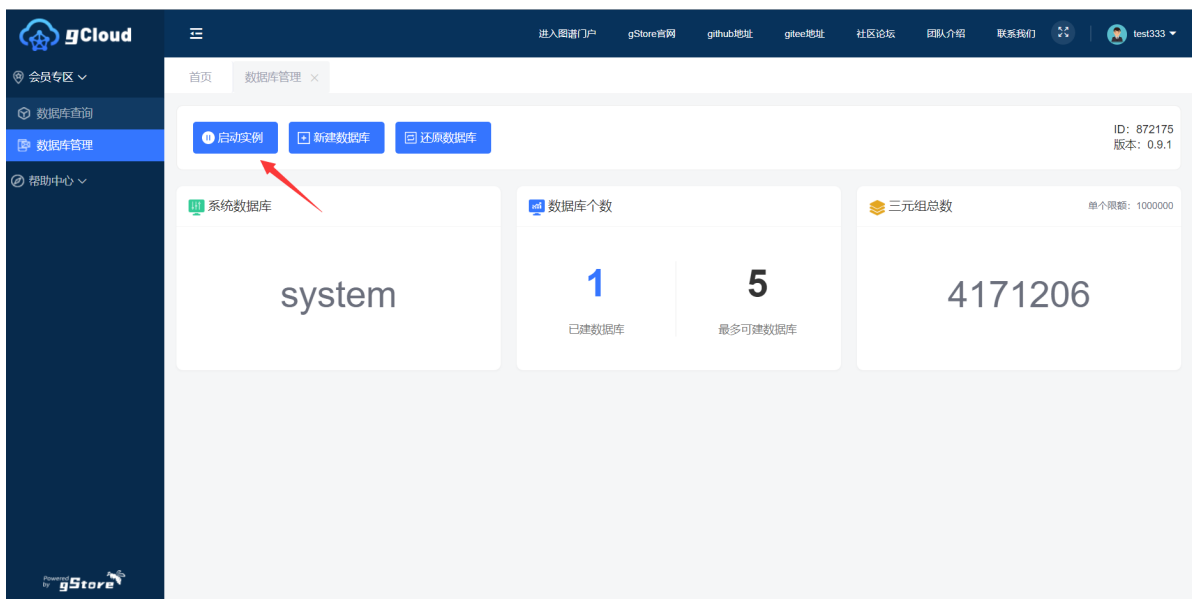 gCloud
进入图谱门户 gStore官网 github地址 gitee地址 社区论坛 团队介绍 联系我们 test333
会员专区
数据库查询
数据库管理
帮助中心
首页 数据库管理
启动实例 新建数据库 还原数据库
ID: 872175
版本: 0.9.1
系统数据库
system
数据库个数
1 5
已建数据库 最多可建数据库
三元组总数 单个限额: 1000000
4171206
Powered by gStore